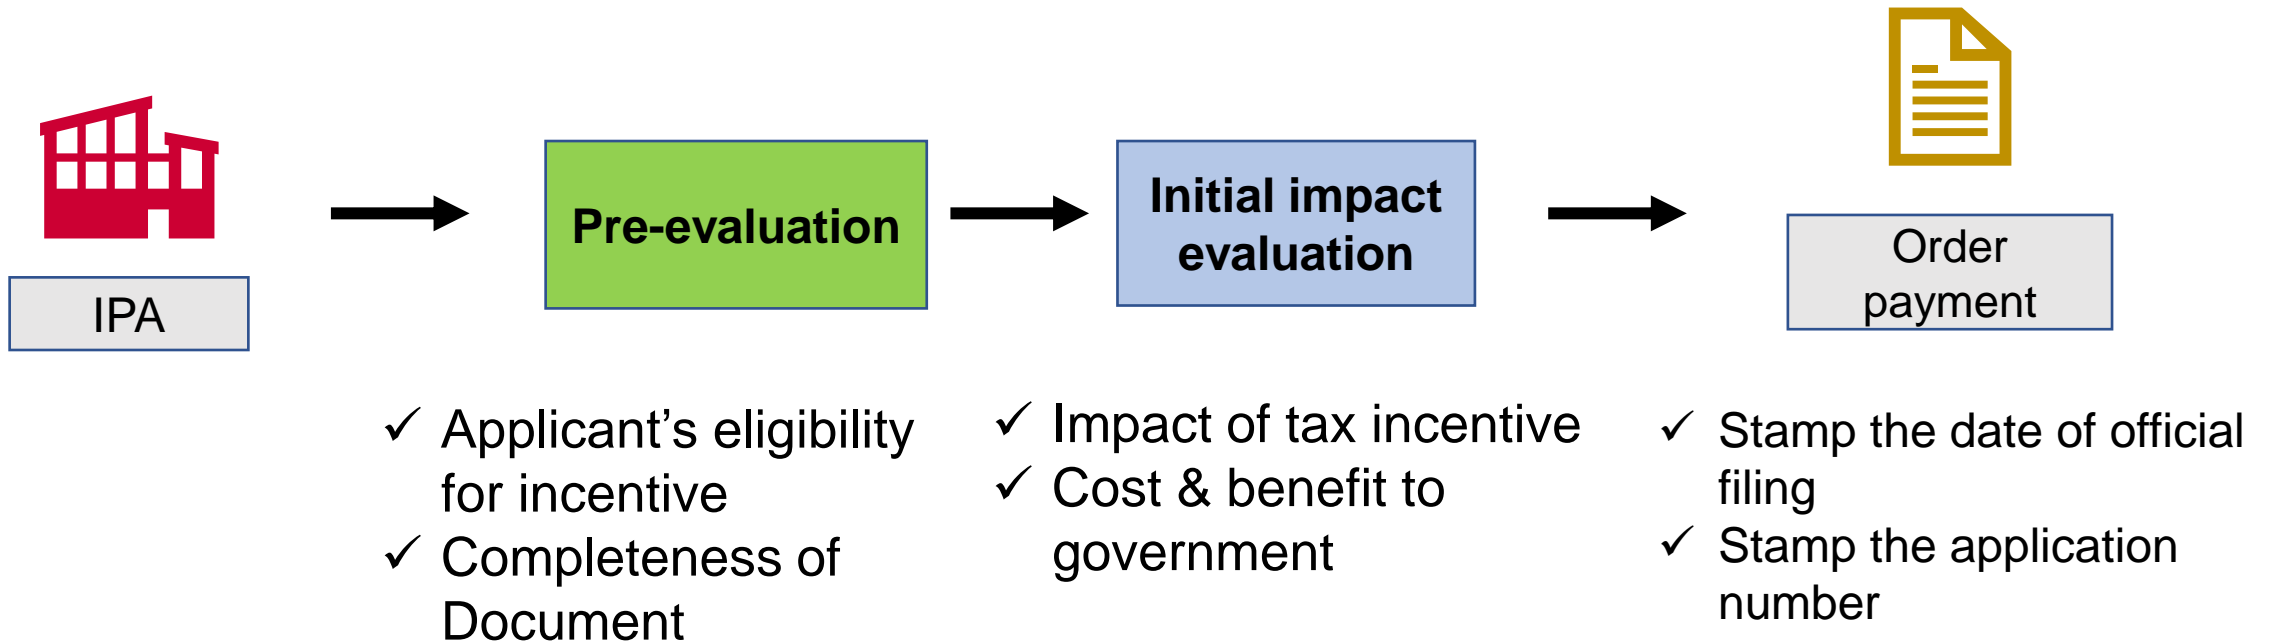 IPA
Pre-evaluation
Initial impact
evaluation
Order
payment
✓ Applicant’s eligibility
for incentive
✓ Completeness of
Document
✓ Impact of tax incentive
✓ Cost & benefit to
government
✓ Stamp the date of official
filing
✓ Stamp the application
number